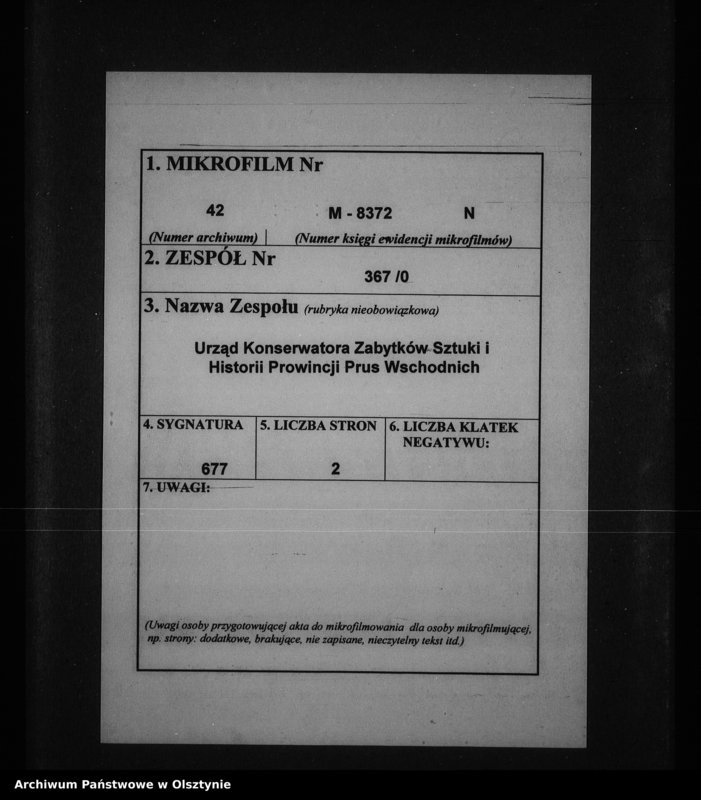 1. MIKROFILM Nr
42 M - 8372 N
(Numer archiwum) (Numer księgi ewidencji mikrofilmów)
2. ZESPÓŁ Nr
367 /0
3. Nazwa Zespołu (rubryka nieobowiązkowa)
Urząd Konserwatora Zabytków Sztuki i
Historii Prowincji Prus Wschodnich
4. SYGNATURA 5. LICZBA STRON 6. LICZBA KLATEK
NEGATYWU:
677 2
7. UWAGI:
(Uwagi osoby przygotowującej akta do mikrofilmowania dla osoby mikrofilmującej,
np. strony: dodatkowe, brakujące, nie zapisane, nieczytelny tekst itd.)
Archiwum Państwowe w Olsztynie